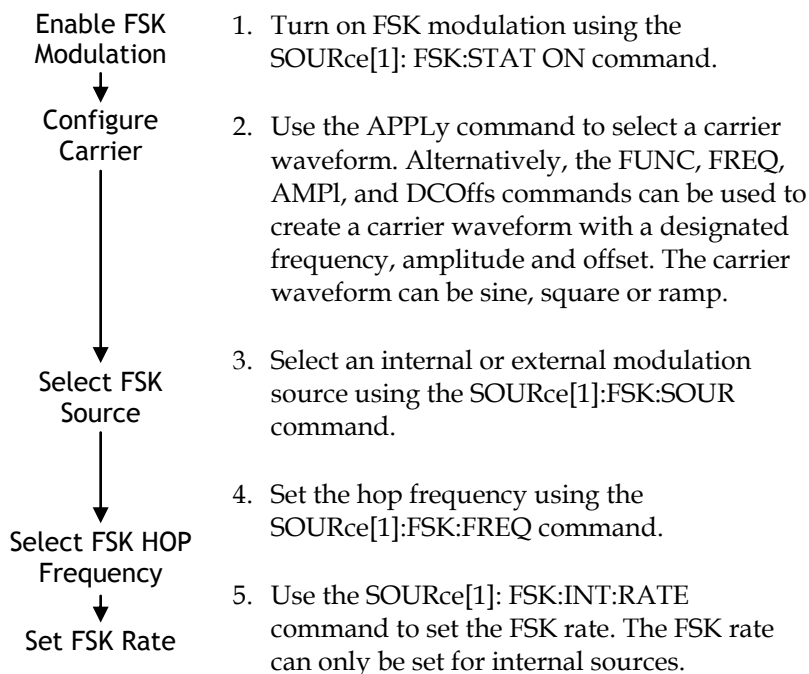 Enable FSK
Modulation
1. Turn on FSK modulation using the
SOURce[1]: FSK:STAT ON command.
Configure
Carrier
2. Use the APPLy command to select a carrier
waveform. Alternatively, the FUNC, FREQ,
AMPl, and DCOffs commands can be used to
create a carrier waveform with a designated
frequency, amplitude and offset. The carrier
waveform can be sine, square or ramp.
Select FSK
Source
3. Select an internal or external modulation
source using the SOURce[1]:FSK:SOUR
command.
Select FSK HOP
Frequency
4. Set the hop frequency using the
SOURce[1]:FSK:FREQ command.
Set FSK Rate
5. Use the SOURce[1]: FSK:INT:RATE
command to set the FSK rate. The FSK rate
can only be set for internal sources.